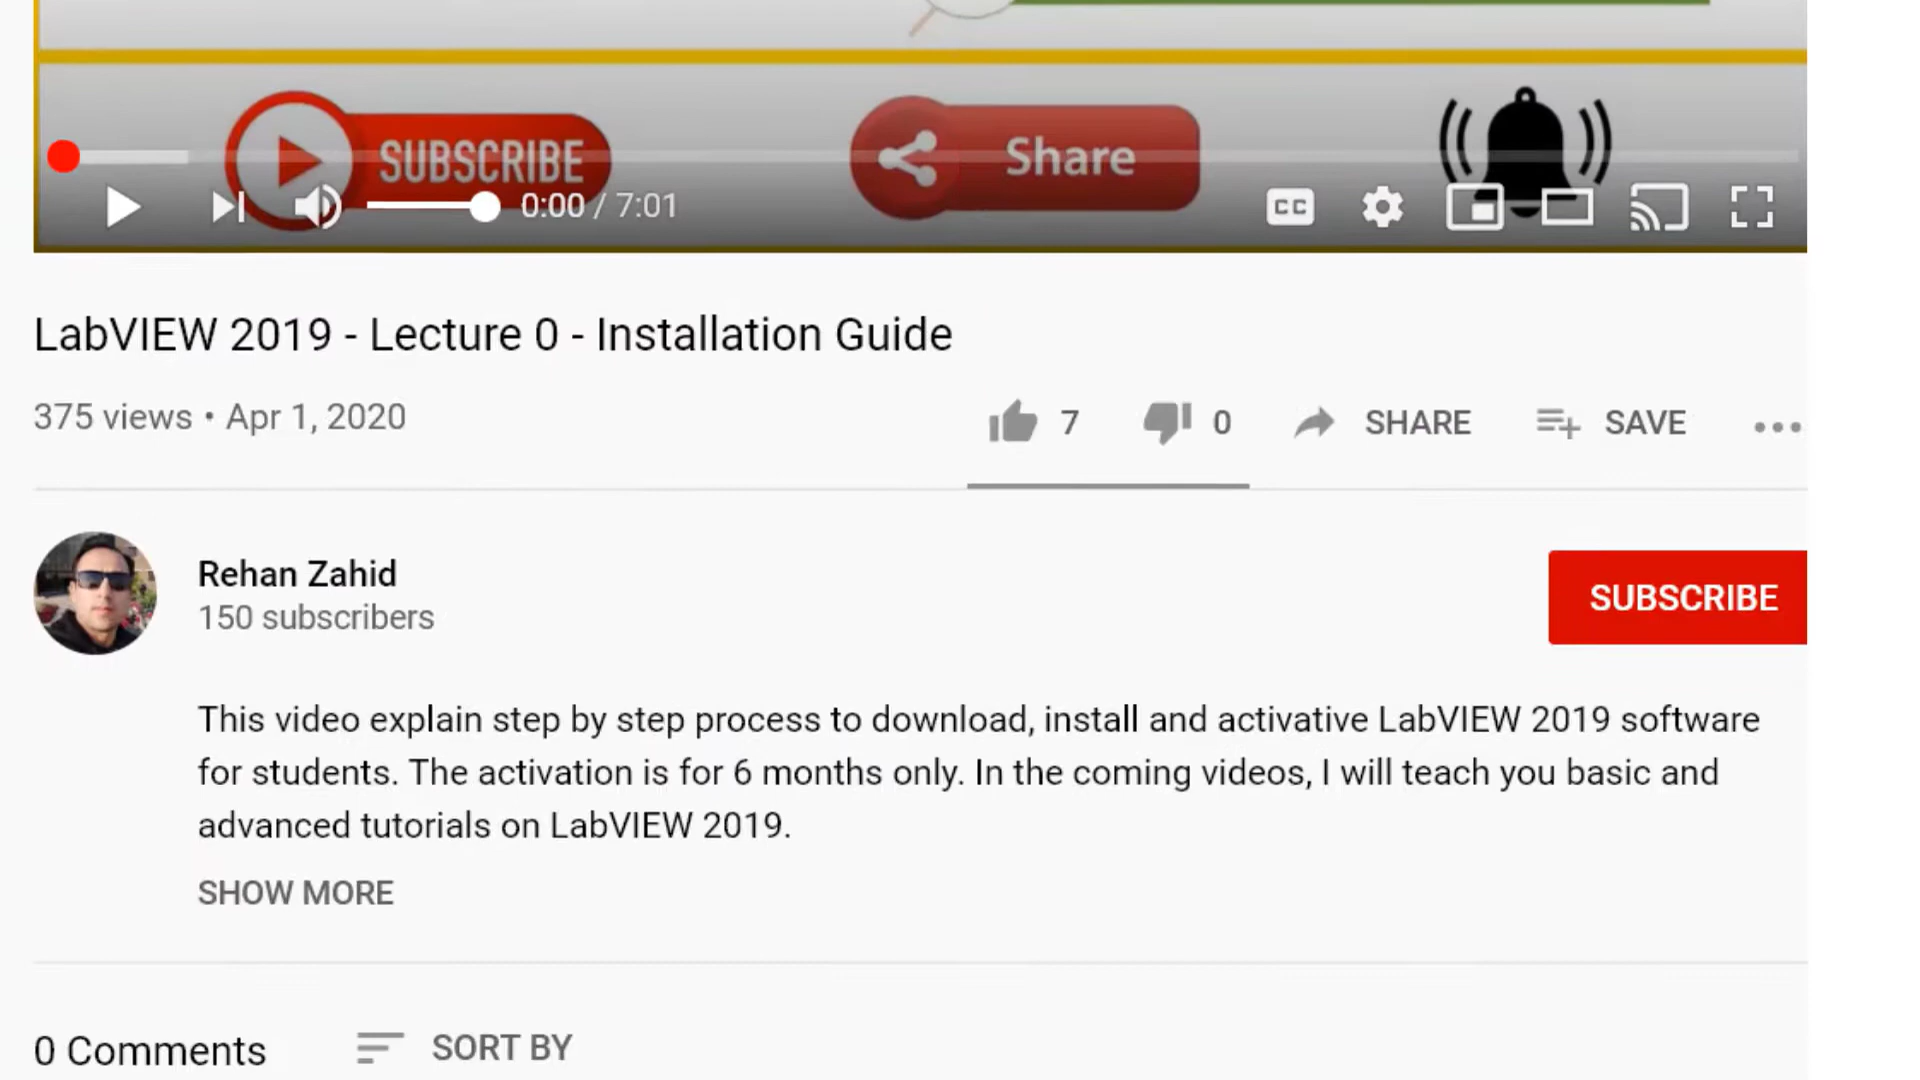 SUBSCRIBE
Share
0:00 / 7:01
CC
LabVIEW 2019 - Lecture 0 - Installation Guide
375 views • Apr 1, 2020
7
0
SHARE
SAVE
Rehan Zahid
150 subscribers
SUBSCRIBE
This video explain step by step process to download, install and activative LabVIEW 2019 software
for students. The activation is for 6 months only. In the coming videos, I will teach you basic and
advanced tutorials on LabVIEW 2019.
SHOW MORE
0 Comments
SORT BY